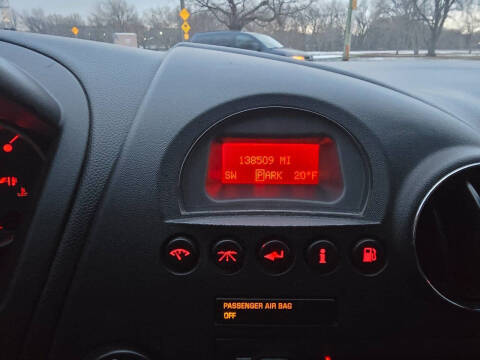 138509 MI
SW PARK 20°F
PASSENGER AIR BAG
OFF